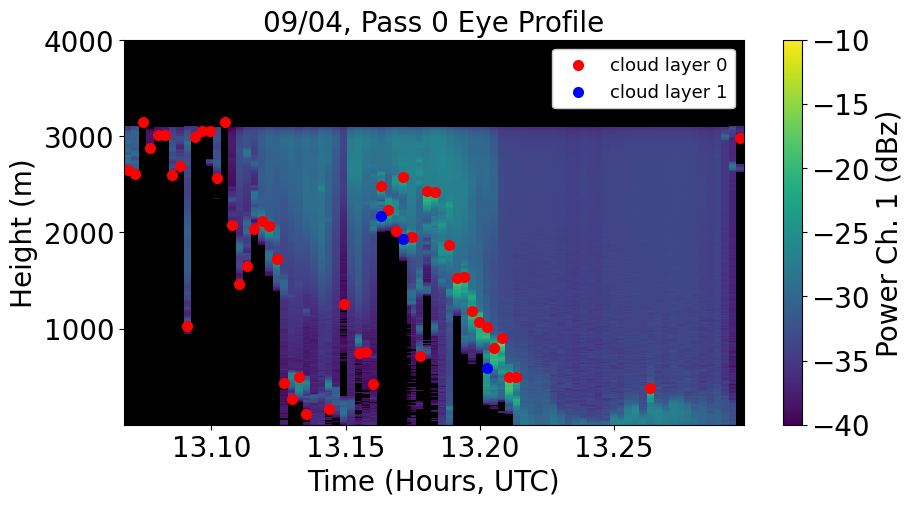 09/04, Pass 0 Eye Profile
4000
3000
2000
1000
Height (m)
cloud layer 0
cloud layer 1
13.10
13.15
13.20
13.25
Time (Hours, UTC)
−10
−15
−20
−25
−30
−35
−40
Power Ch. 1 (dBz)